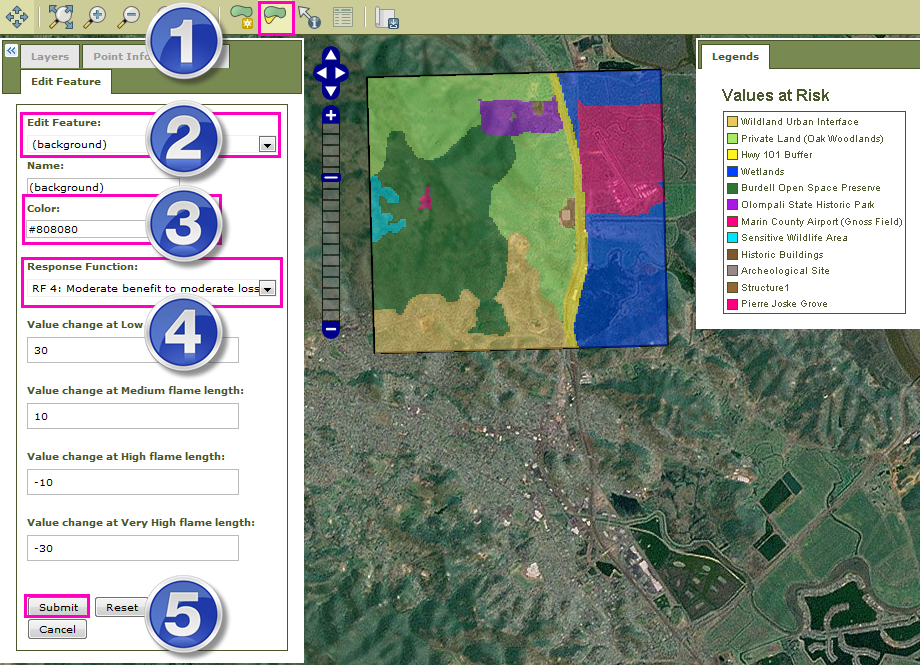 1
«
Layers
Point Info
Edit Feature
Edit Feature:
(background)
2
Name:
(background)
Color:
#808080
3
Response Function:
RF 4: Moderate benefit to moderate loss
4
Value change at Low
30
Value change at Medium flame length:
10
Value change at High flame length:
-10
Value change at Very High flame length:
-30
Submit
Reset
5
Cancel
+
−
Legends
Values at Risk
Wildland Urban Interface
Private Land (Oak Woodlands)
Hwy 101 Buffer
Wetlands
Burdell Open Space Preserve
Olompali State Historic Park
Marin County Airport (Gnoss Field)
Sensitive Wildlife Area
Historic Buildings
Archeological Site
Structure1
Pierre Joske Grove